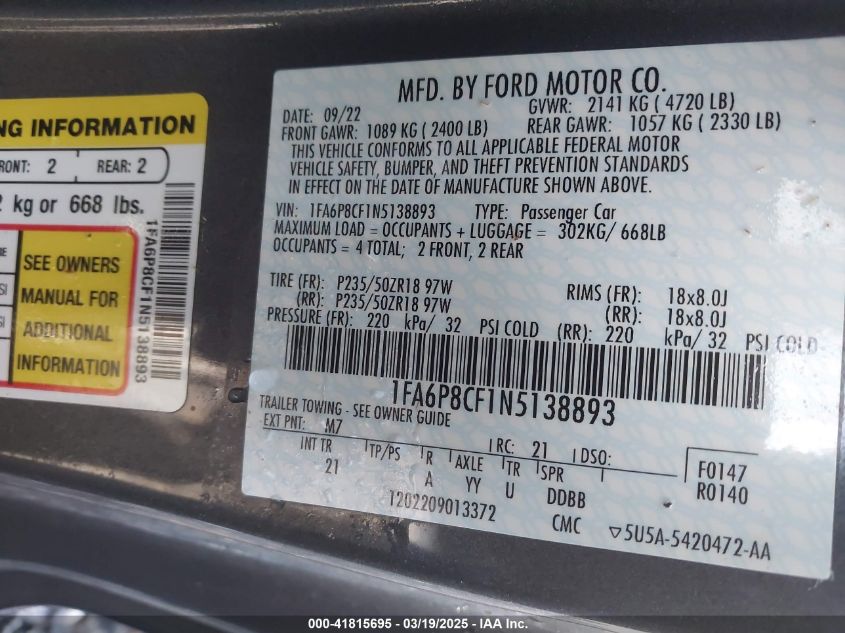 NG INFORMATION
RONT: 2 REAR: 2
kg or 668 lbs.
SEE OWNERS
MANUAL FOR
ADDITIONAL
INFORMATION
1FA6P8CF1N5138893
MFD. BY FORD MOTOR CO.
DATE: 09/22 GVWR: 2141 KG ( 4720 LB)
FRONT GAWR: 1089 KG ( 2400 LB) REAR GAWR: 1057 KG ( 2330 LB)
THIS VEHICLE CONFORMS TO ALL APPLICABLE FEDERAL MOTOR
VEHICLE SAFETY, BUMPER, AND THEFT PREVENTION STANDARDS
IN EFFECT ON THE DATE OF MANUFACTURE SHOWN ABOVE.
VIN: 1FA6P8CF1N5138893 TYPE: Passenger Car
MAXIMUM LOAD = OCCUPANTS + LUGGAGE = 302KG/ 668LB
OCCUPANTS = 4 TOTAL; 2 FRONT, 2 REAR
TIRE (FR): P235/50ZR18 97W RIMS (FR): 18x8.0J
(RR): P235/50ZR18 97W (RR): 18x8.0J
PRESSURE (FR): 220 kPa/ 32 PSI COLD (RR): 220 kPa/ 32 PSI COLD
1FA6P8CF1N5138893
TRAILER TOWING - SEE OWNER GUIDE
EXT PNT: M7 RC: 21 DSO:
INT TR TP/PS R AXLE TR SPR F0147
21 A YY U DDBB R0140
1202209013372 CMC ▽5U5A-5420472-AA
000-41815695 - 03/19/2025 - IAA, Inc.